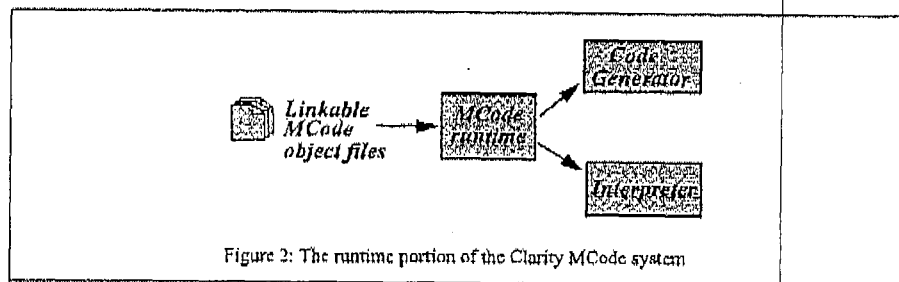 Code
Generator
Linkable
MCode
object files
MCode
runtime
Interpreter
Figure 2: The runtime portion of the Clarity MCode system